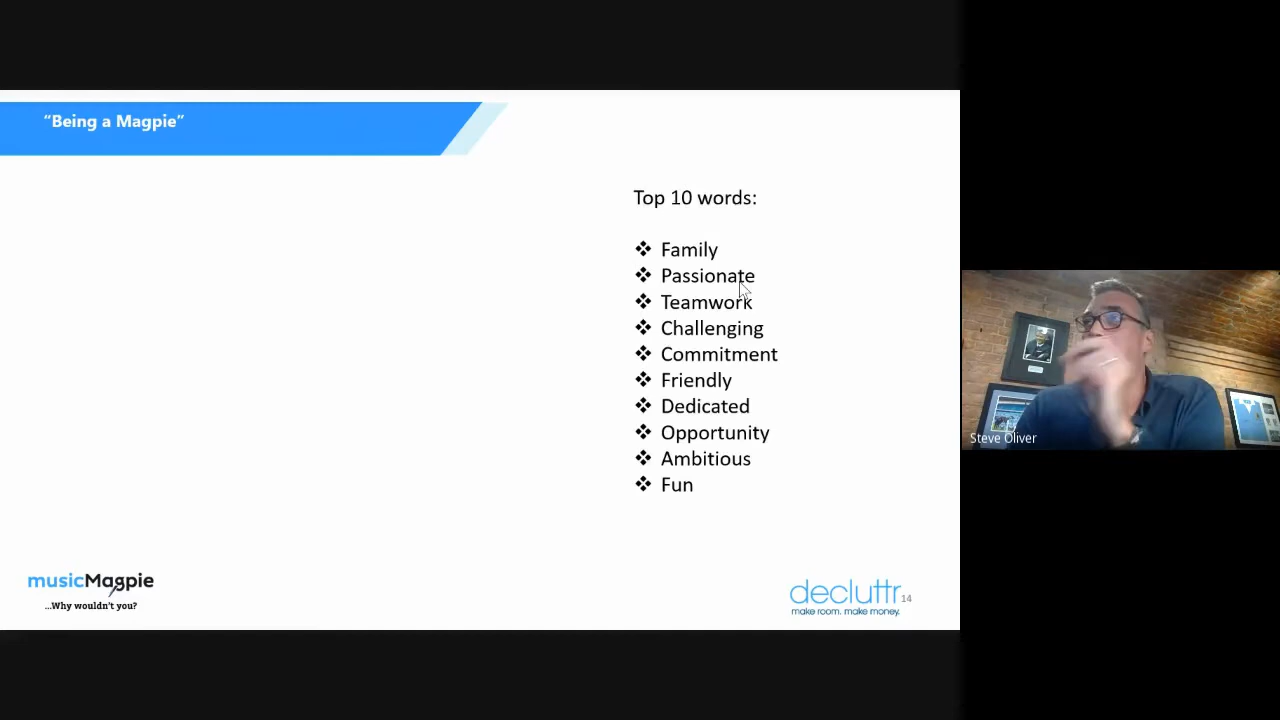 “Being a Magpie”
Top 10 words:
❖ Family
❖ Passionate
❖ Teamwork
❖ Challenging
❖ Commitment
❖ Friendly
❖ Dedicated
❖ Opportunity
❖ Ambitious
❖ Fun
musicMagpie
...Why wouldn't you?
decluttr
make room. make money.
14
Steve Oliver